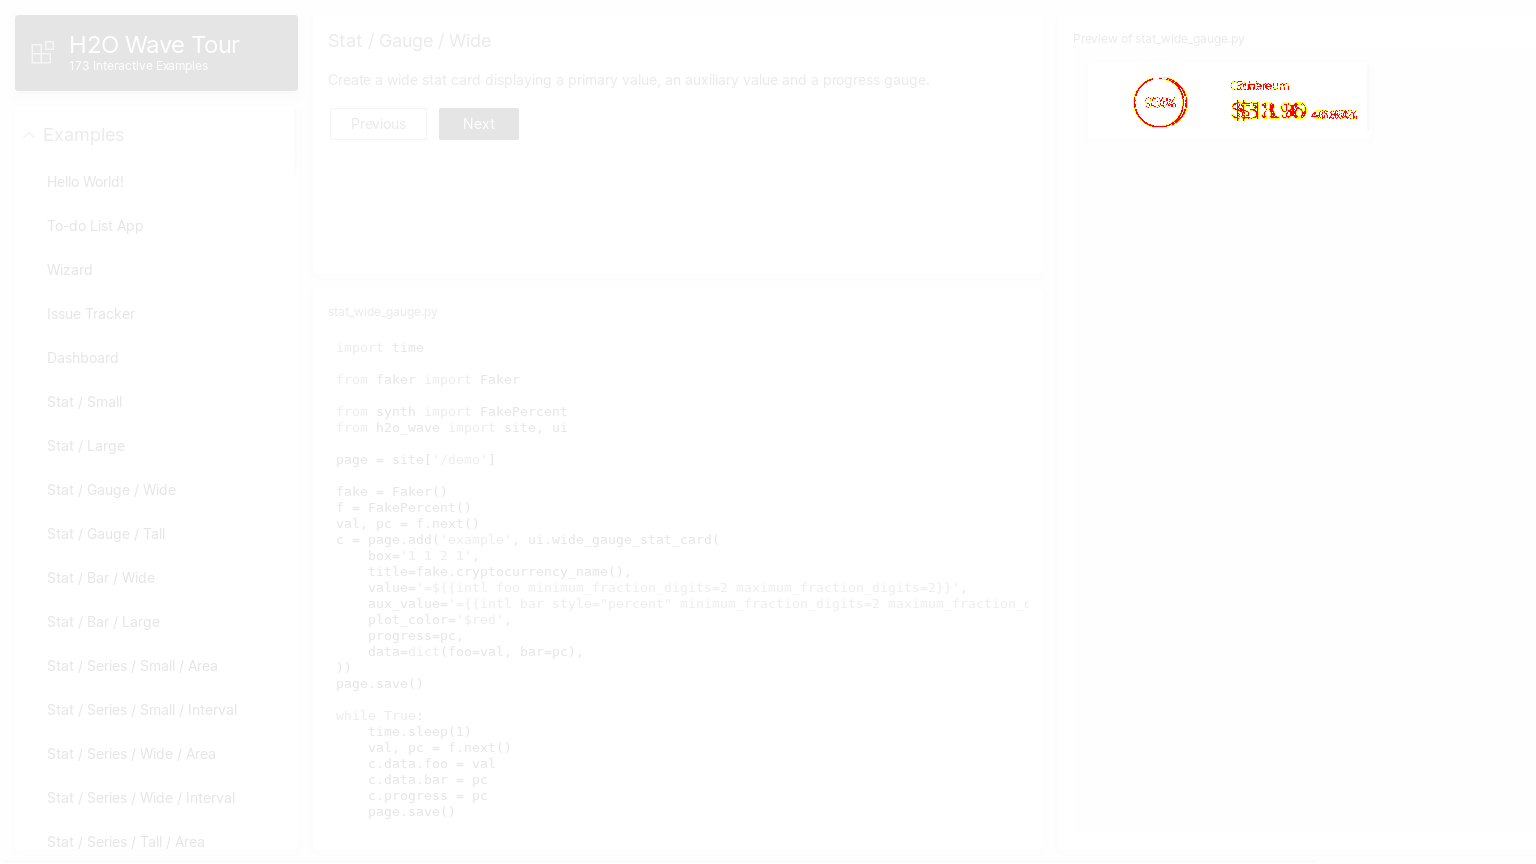 H2O Wave Tour
173 Interactive Examples
Examples
Hello World!
To-do List App
Wizard
Issue Tracker
Dashboard
Stat / Small
Stat / Large
Stat / Gauge / Wide
Stat / Gauge / Tall
Stat / Bar / Wide
Stat / Bar / Large
Stat / Series / Small / Area
Stat / Series / Small / Interval
Stat / Series / Wide / Area
Stat / Series / Wide / Interval
Stat / Series / Tall / Area
Stat / Gauge / Wide
Create a wide stat card displaying a primary value, an auxiliary value and a progress gauge.
Previous
Next
stat_wide_gauge.py
import time
from faker import Faker
from synth import FakePercent
from h2o_wave import site, ui
page = site['/demo']
fake = Faker()
f = FakePercent()
val, pc = f.next()
c = page.add('example', ui.wide_gauge_stat_card(
    box='1 1 2 1',
    title=fake.cryptocurrency_name(),
    value='=${{intl foo minimum_fraction_digits=2 maximum_fraction_digits=2}}',
    aux_value='={{intl bar style="percent" minimum_fraction_digits=2 maximum_fraction_
    plot_color='$red',
    progress=pc,
    data=dict(foo=val, bar=pc),
))
page.save()
while True:
    time.sleep(1)
    val, pc = f.next()
    c.data.foo = val
    c.data.bar = pc
    c.progress = pc
    page.save()
Preview of stat_wide_gauge.py